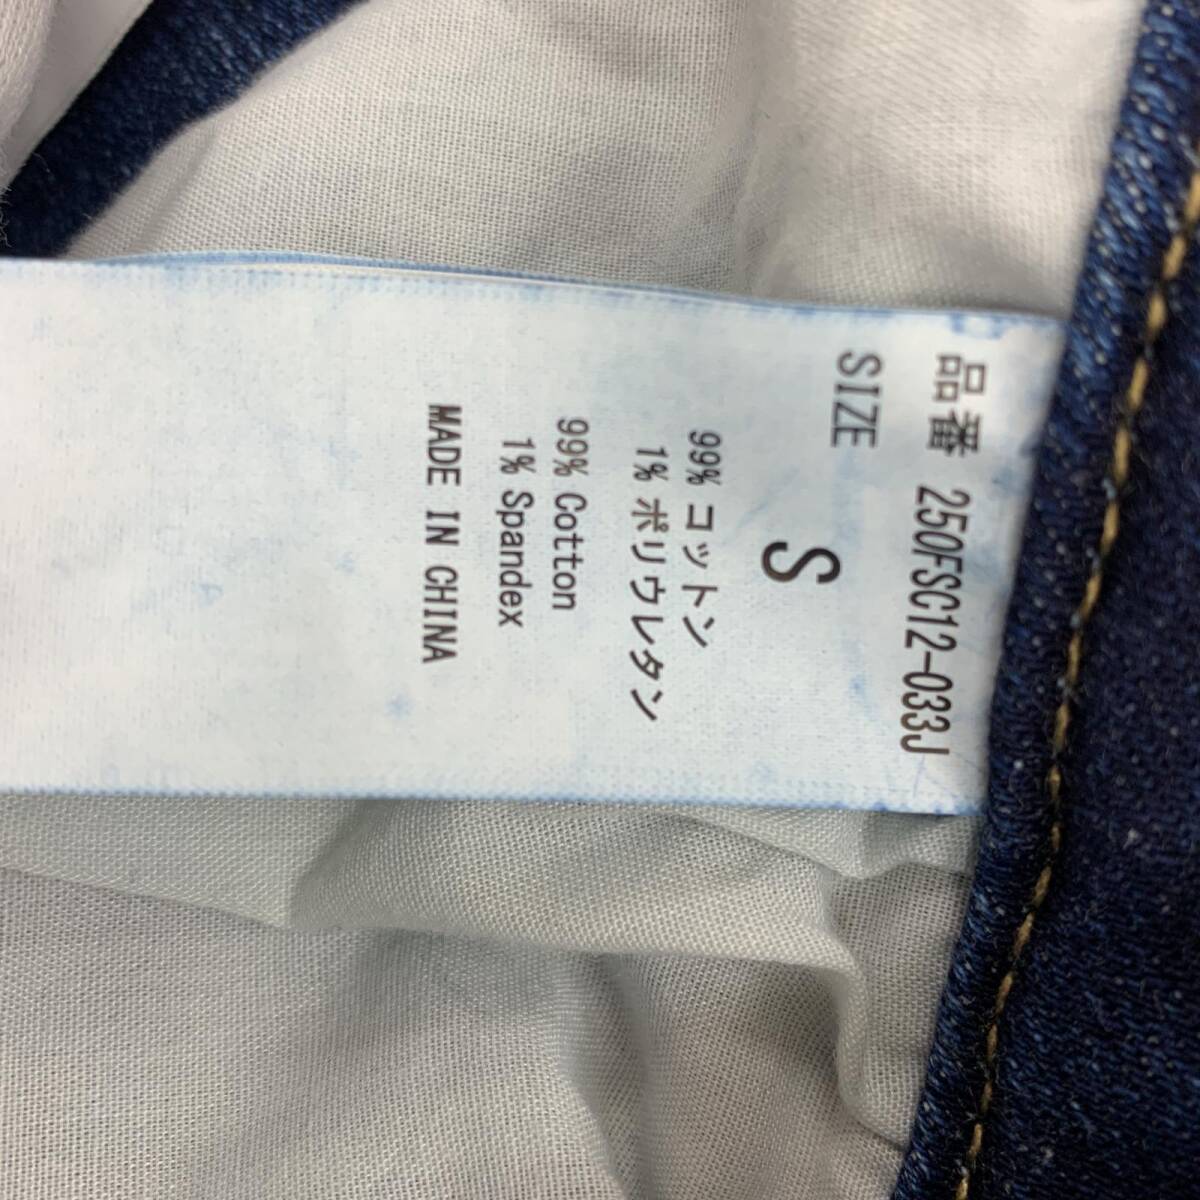 品番 250FSC12-033J
SIZE
S
99% コットン
1% ポリウレタン
99% Cotton
1% Spandex
MADE IN CHINA